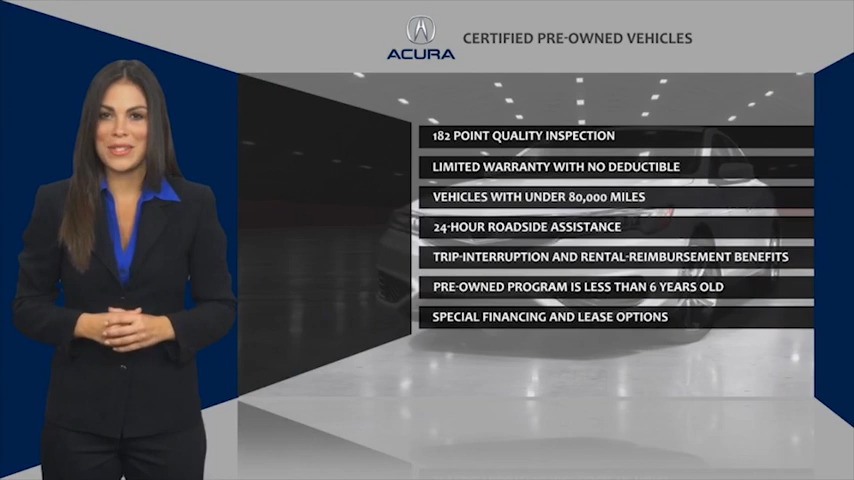 ACURA
CERTIFIED PRE-OWNED VEHICLES
182 POINT QUALITY INSPECTION
LIMITED WARRANTY WITH NO DEDUCTIBLE
VEHICLES WITH UNDER 80,000 MILES
24-HOUR ROADSIDE ASSISTANCE
TRIP-INTERRUPTION AND RENTAL-REIMBURSEMENT BENEFITS
PRE-OWNED PROGRAM IS LESS THAN 6 YEARS OLD
SPECIAL FINANCING AND LEASE OPTIONS